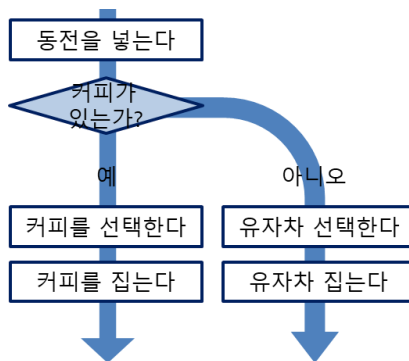 동전을 넣는다
커피가
있는가?
예
아니오
커피를 선택한다
유자차 선택한다
커피를 집는다
유자차 집는다